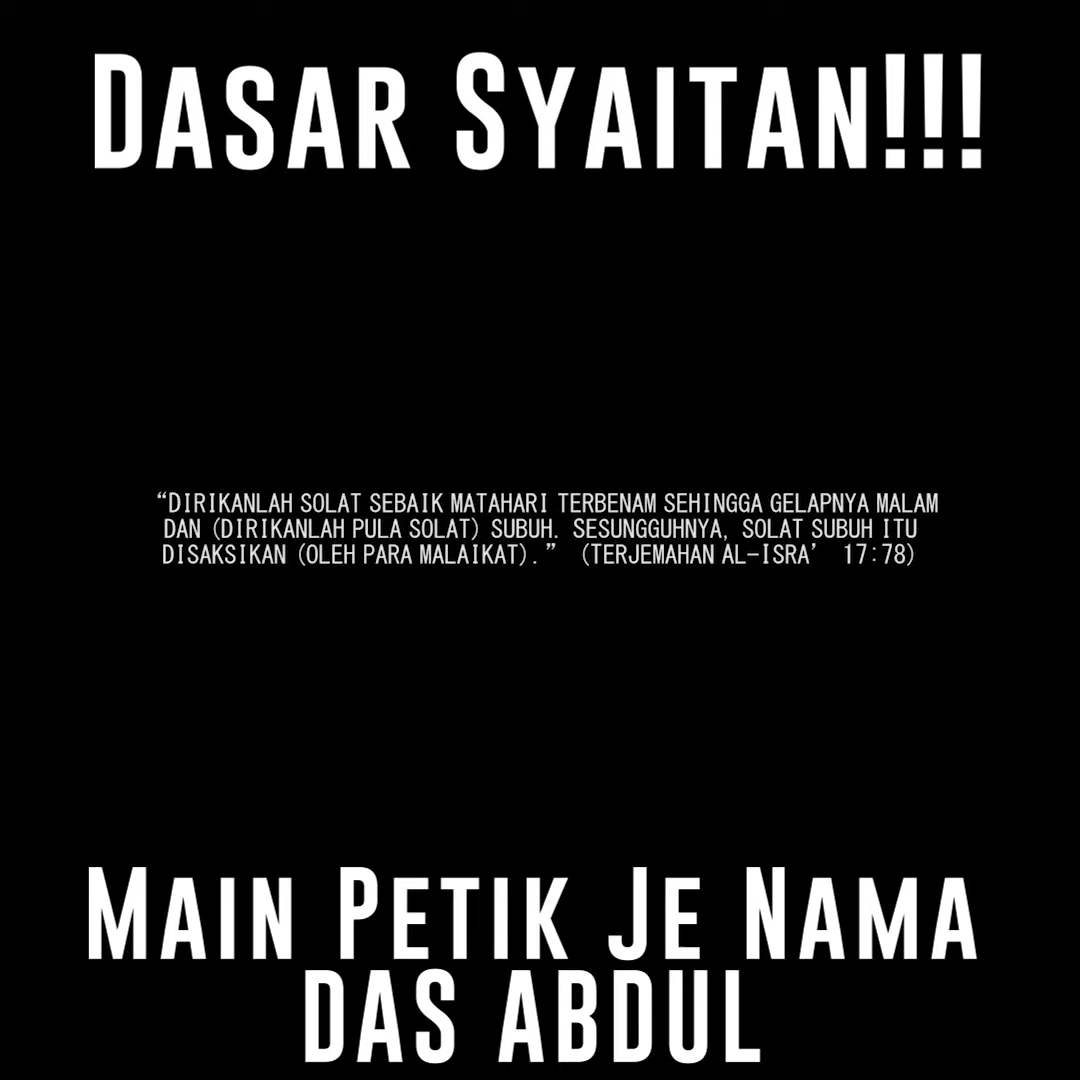 DASAR SYAITAN!!!
“DIRIKANLAH SOLAT SEBAIK MATAHARI TERBENAM SEHINGGA GELAPNYA MALAM
DAN (DIRIKANLAH PULA SOLAT) SUBUH. SESUNGGUHNYA, SOLAT SUBUH ITU
DISAKSIKAN (OLEH PARA MALAIKAT).” (TERJEMAHAN AL-ISRA’ 17:78)
MAIN PETIK JE NAMA
DAS ABDUL